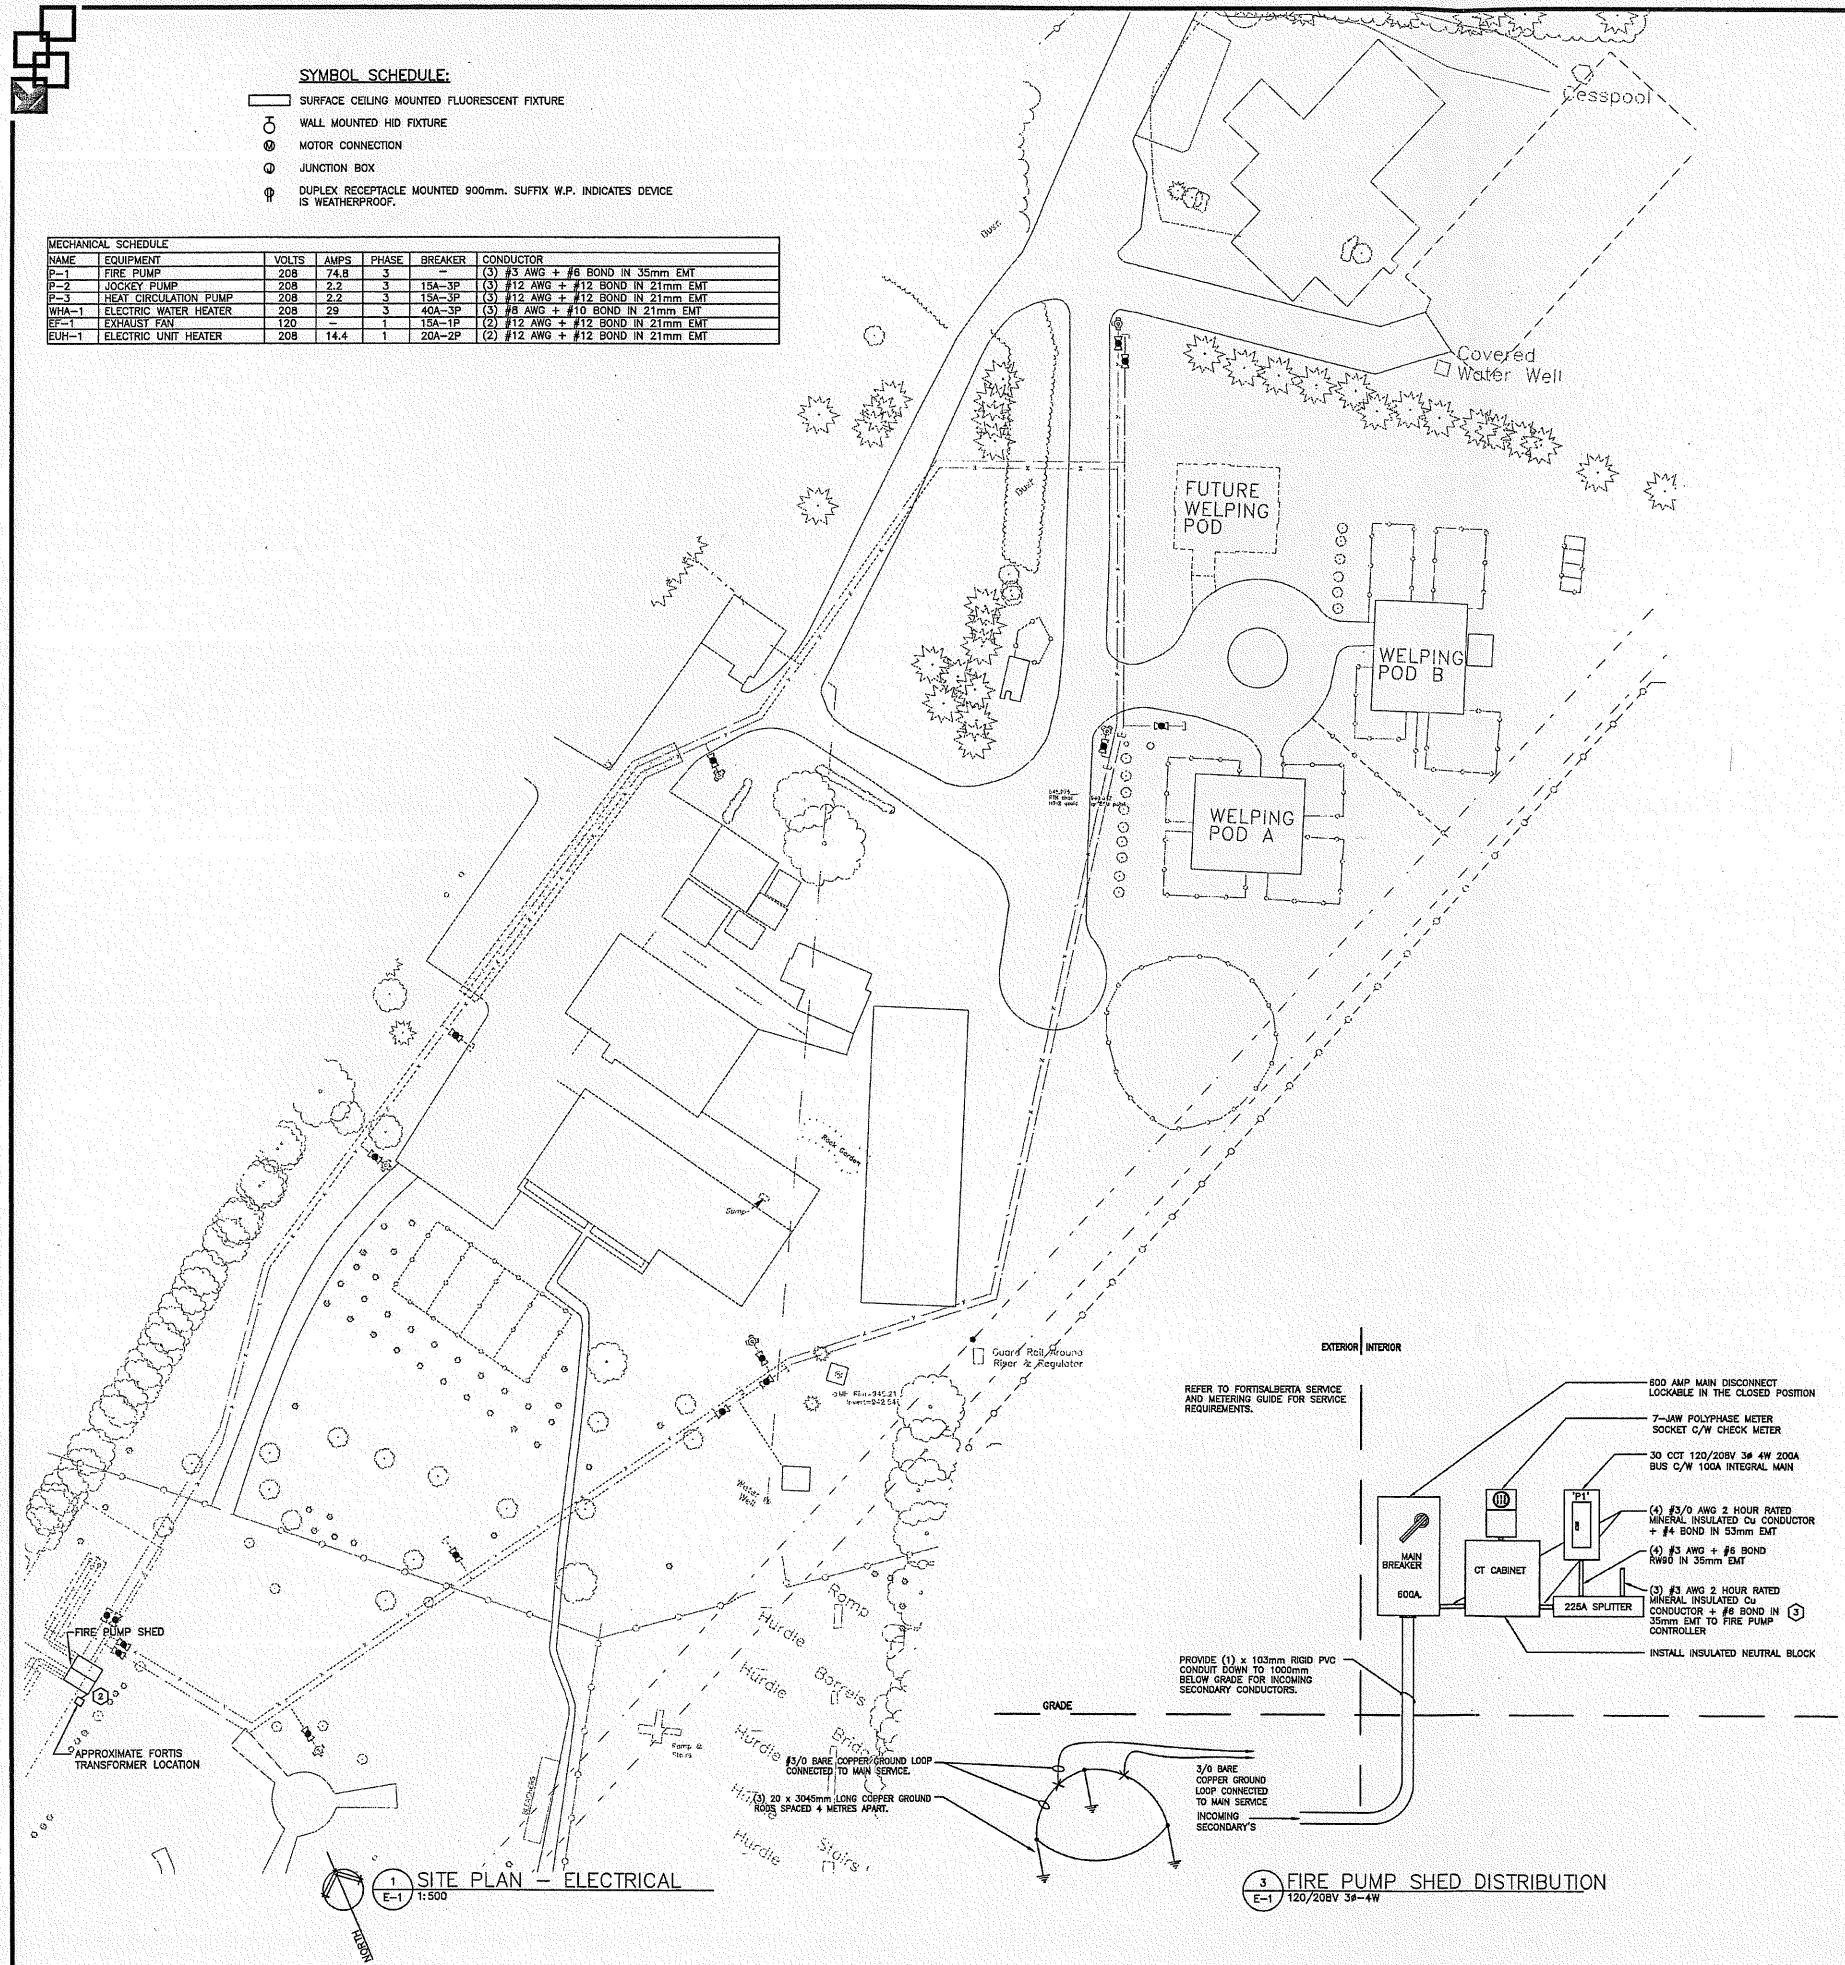 SYMBOL SCHEDULE:
SURFACE CEILING MOUNTED FLUORESCENT FIXTURE
WALL MOUNTED HID FIXTURE
M MOTOR CONNECTION
J JUNCTION BOX
DUPLEX RECEPTACLE MOUNTED 900mm. SUFFIX W.P. INDICATES DEVICE
IS WEATHERPROOF.
MECHANICAL SCHEDULE
NAME EQUIPMENT VOLTS AMPS PHASE BREAKER CONDUCTOR
P-1 FIRE PUMP 208 74.8 3 - (3) #3 AWG + #6 BOND IN 35mm EMT
P-2 JOCKEY PUMP 208 2.2 3 15A-3P (3) #12 AWG + #12 BOND IN 21mm EMT
P-3 HEAT CIRCULATION PUMP 208 2.2 3 15A-3P (3) #12 AWG + #12 BOND IN 21mm EMT
WHA-1 ELECTRIC WATER HEATER 208 29 3 40A-3P (3) #8 AWG + #10 BOND IN 21mm EMT
EF-1 EXHAUST FAN 120 - 1 15A-1P (2) #12 AWG + #12 BOND IN 21mm EMT
EUH-1 ELECTRIC UNIT HEATER 208 14.4 1 20A-2P (2) #12 AWG + #12 BOND IN 21mm EMT
Cesspool
Covered
Water Well
FUTURE
WELPING
POD
WELPING
POD B
WELPING
POD A
Rock Garden
Sump
Guard Rail Around
Riser & Regulator
Water
Well
Ramp
Hurdle
Hurdle
Barrels
Hurdle
Bridge
Ramp &
Stairs
Hurdle
Hurdle
Stairs
BLEACHERS
FIRE PUMP SHED
2
APPROXIMATE FORTIS
TRANSFORMER LOCATION
EXTERIOR INTERIOR
REFER TO FORTISALBERTA SERVICE
AND METERING GUIDE FOR SERVICE
REQUIREMENTS.
600 AMP MAIN DISCONNECT
LOCKABLE IN THE CLOSED POSITION
7-JAW POLYPHASE METER
SOCKET C/W CHECK METER
30 CCT 120/208V 3ø 4W 200A
BUS C/W 100A INTEGRAL MAIN
'P1'
(4) #3/0 AWG 2 HOUR RATED
MINERAL INSULATED Cu CONDUCTOR
+ #4 BOND IN 53mm EMT
(4) #3 AWG + #6 BOND
RW90 IN 35mm EMT
(3) #3 AWG 2 HOUR RATED
MINERAL INSULATED Cu
CONDUCTOR + #6 BOND IN 3
35mm EMT TO FIRE PUMP
CONTROLLER
INSTALL INSULATED NEUTRAL BLOCK
MAIN
BREAKER
600A.
CT CABINET
225A SPLITTER
PROVIDE (1) x 103mm RIGID PVC
CONDUIT DOWN TO 1000mm
BELOW GRADE FOR INCOMING
SECONDARY CONDUCTORS.
GRADE
#3/0 BARE COPPER GROUND LOOP
CONNECTED TO MAIN SERVICE.
(3) 20 x 3045mm LONG COPPER GROUND
RODS SPACED 4 METRES APART.
3/0 BARE
COPPER GROUND
LOOP CONNECTED
TO MAIN SERVICE
INCOMING
SECONDARY'S
NORTH
1
E-1
SITE PLAN - ELECTRICAL
1:500
3
E-1
FIRE PUMP SHED DISTRIBUTION
120/208V 3ø-4W